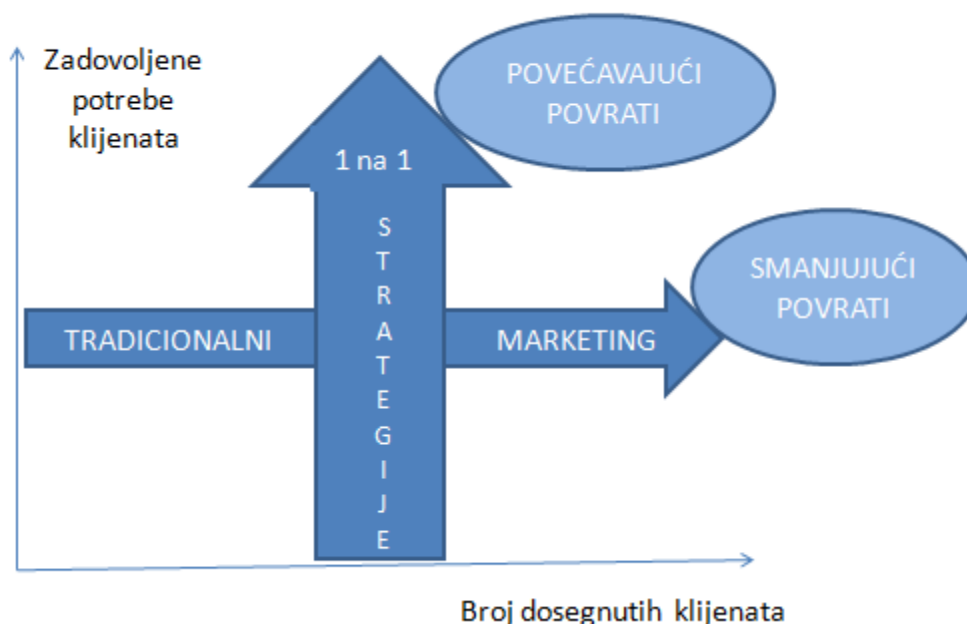 Zadovoljene
potrebe
klijenata
POVEĆAVAJUĆI
POVRATI
1 na 1
S
T
R
A
T
E
G
I
J
E
SMANJUJUĆI
POVRATI
TRADICIONALNI
MARKETING
Broj dosegnutih klijenata